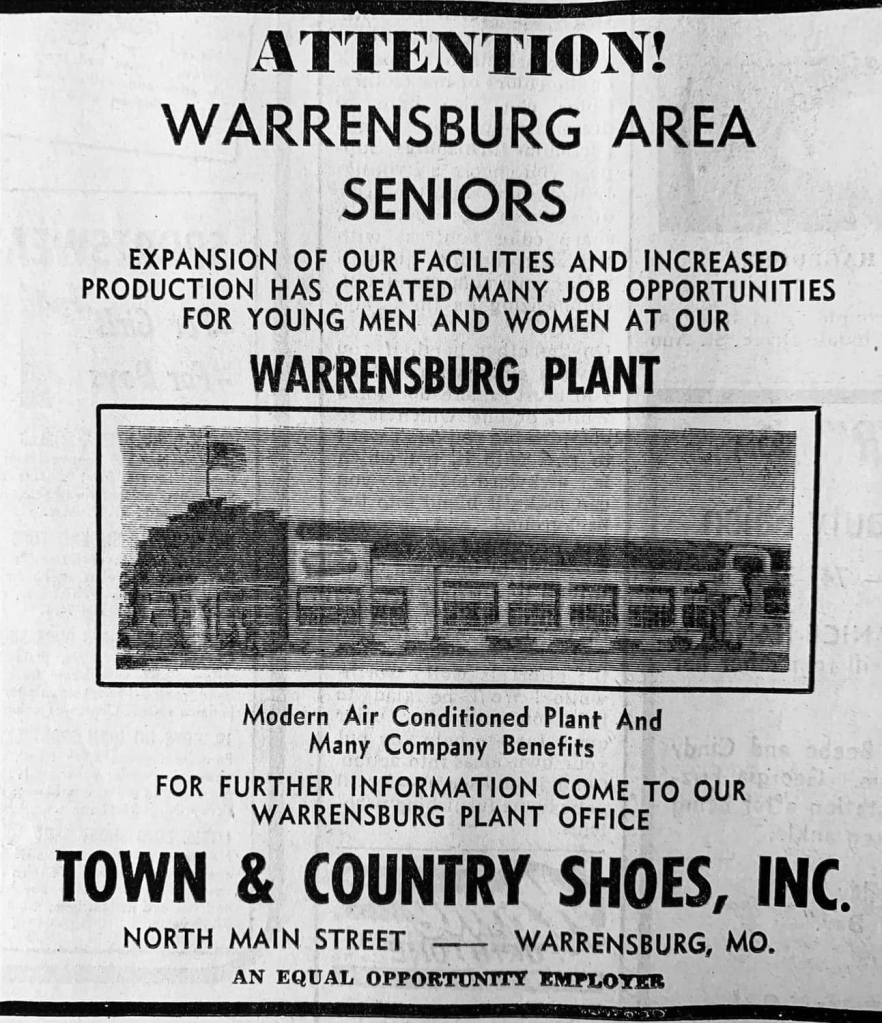 ATTENTION!
WARRENSBURG AREA
SENIORS
EXPANSION OF OUR FACILITIES AND INCREASED
PRODUCTION HAS CREATED MANY JOB OPPORTUNITIES
FOR YOUNG MEN AND WOMEN AT OUR
WARRENSBURG PLANT
Modern Air Conditioned Plant And
Many Company Benefits
FOR FURTHER INFORMATION COME TO OUR
WARRENSBURG PLANT OFFICE
TOWN & COUNTRY SHOES, INC.
NORTH MAIN STREET — WARRENSBURG, MO.
AN EQUAL OPPORTUNITY EMPLOYER